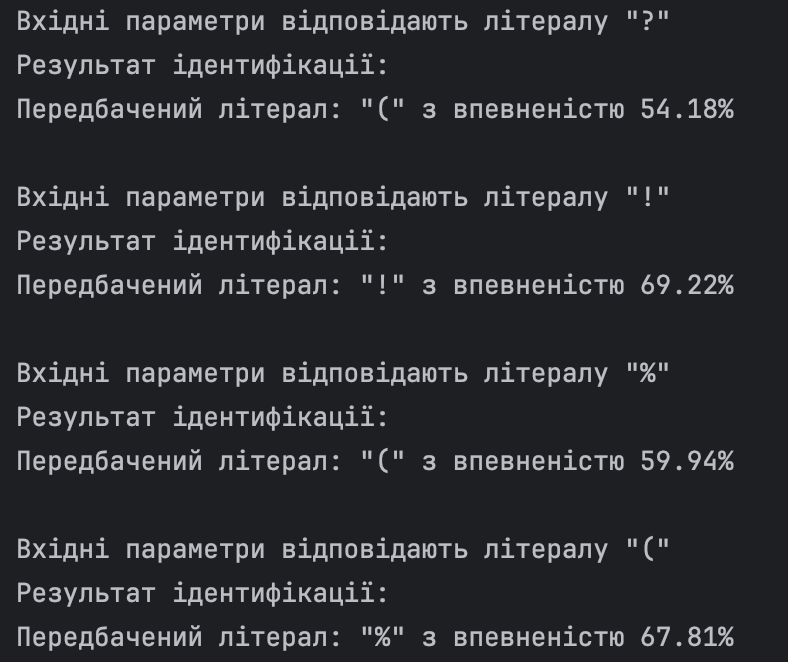 Вхідні параметри відповідають літералу "?"
Результат ідентифікації:
Передбачений літерал: "(" з впевненістю 54.18%
Вхідні параметри відповідають літералу "!"
Результат ідентифікації:
Передбачений літерал: "!" з впевненістю 69.22%
Вхідні параметри відповідають літералу "%"
Результат ідентифікації:
Передбачений літерал: "(" з впевненістю 59.94%
Вхідні параметри відповідають літералу "("
Результат ідентифікації:
Передбачений літерал: "%" з впевненістю 67.81%